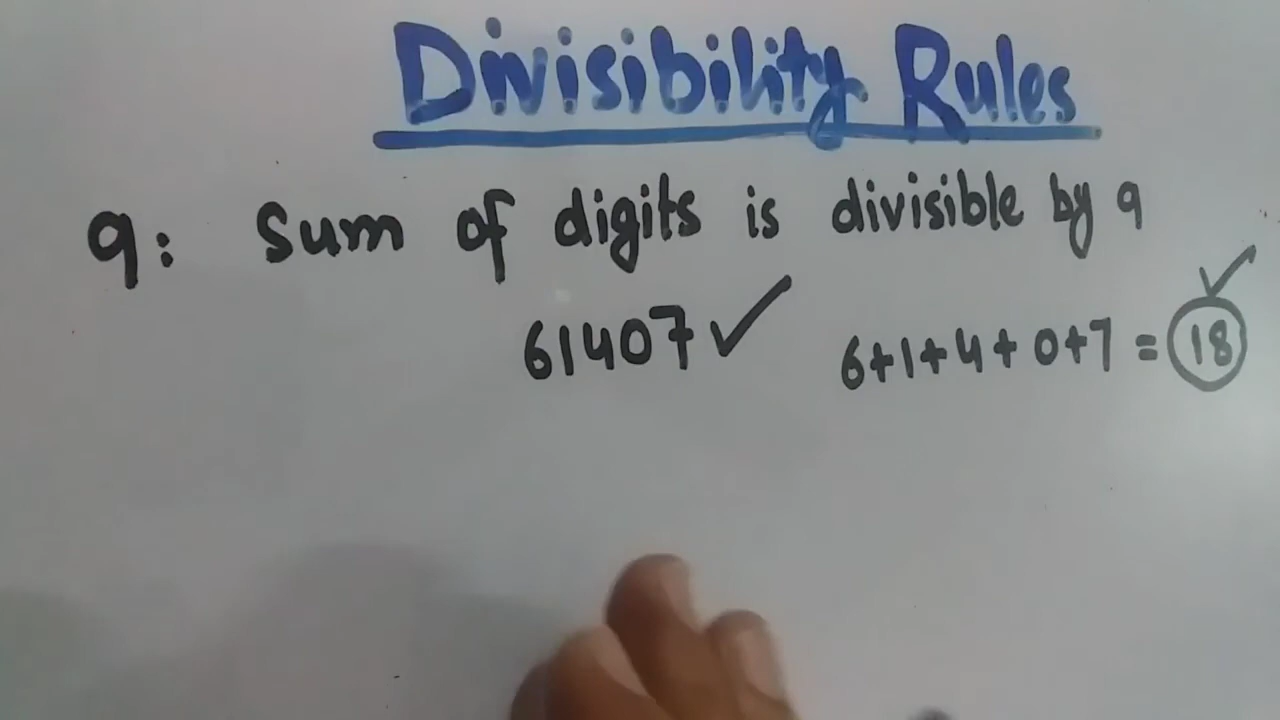 Divisibility Rules
9: Sum of digits is divisible by 9
61407 ✓ 6+1+4+0+7 = 18 ✓